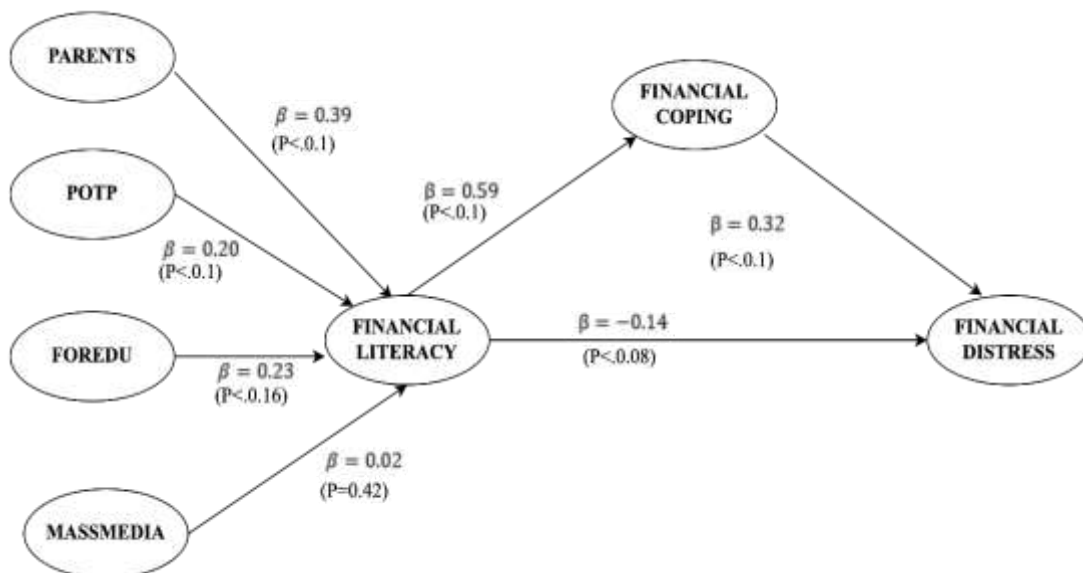 PARENTS
β = 0.39
(P<.0.1)
FINANCIAL
COPING
POTP
β = 0.20
(P<.0.1)
β = 0.59
(P<.0.1)
β = 0.32
(P<.0.1)
FOREDU
β = 0.23
(P<.0.16)
FINANCIAL
LITERACY
β = −0.14
(P<.0.08)
FINANCIAL
DISTRESS
β = 0.02
(P=0.42)
MASSMEDIA